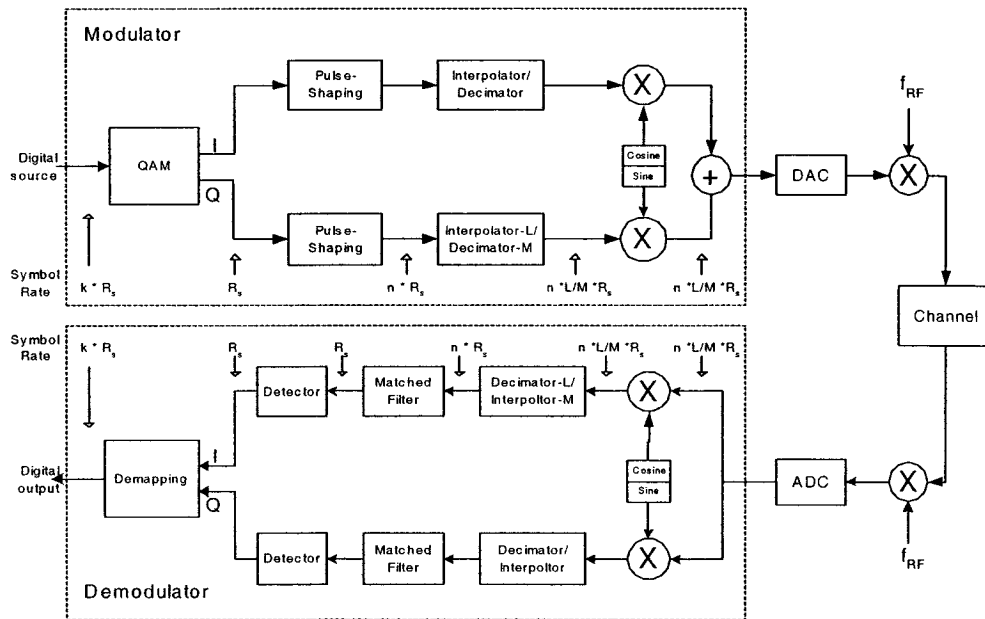 Modulator
Pulse-
Shaping
Interpolator/
Decimator
X
f_RF
Digital
source
QAM
I
Q
Cosine
Sine
+
DAC
X
Pulse-
Shaping
Interpolator-L/
Decimator-M
X
Symbol
Rate
k * R_s
R_s
n * R_s
n *L/M *R_s
n *L/M *R_s
Channel
Symbol
Rate
k * R_s
R_s
R_s
n * R_s
n *L/M *R_s
n *L/M *R_s
Detector
Matched
Filter
Decimator-L/
Interpoltor-M
X
Digital
output
Demapping
I
Q
Cosine
Sine
ADC
X
f_RF
Detector
Matched
Filter
Decimator/
Interpoltor
X
Demodulator